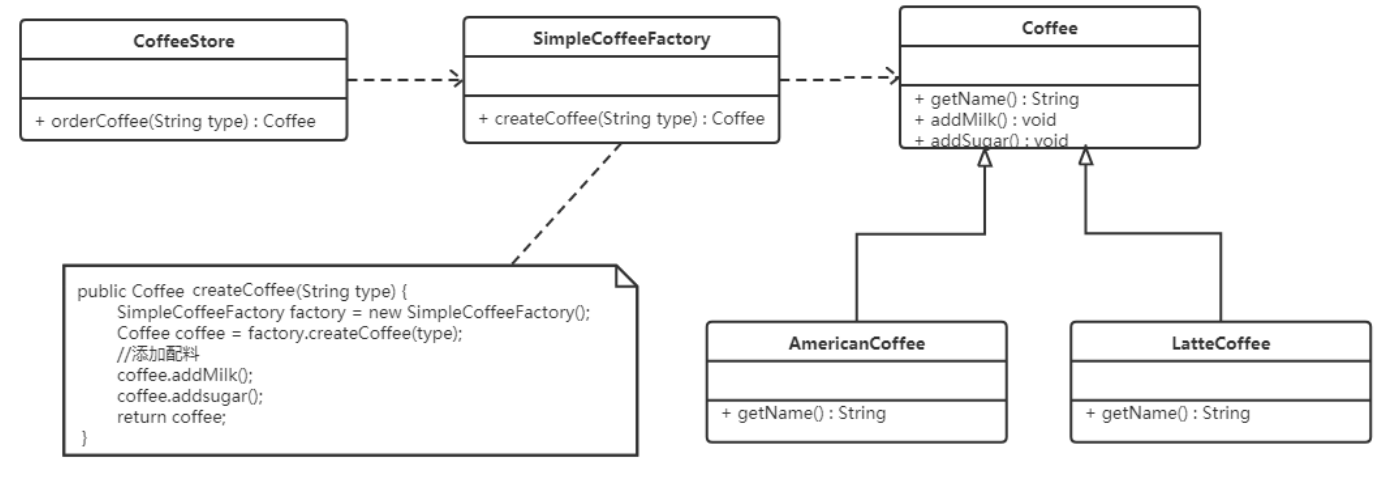 CoffeeStore
+ orderCoffee(String type) : Coffee
SimpleCoffeeFactory
+ createCoffee(String type) : Coffee
Coffee
+ getName() : String
+ addMilk() : void
+ addSugar() : void
public Coffee createCoffee(String type) {
SimpleCoffeeFactory factory = new SimpleCoffeeFactory();
Coffee coffee = factory.createCoffee(type);
//添加配料
coffee.addMilk();
coffee.addsugar();
return coffee;
}
AmericanCoffee
+ getName() : String
LatteCoffee
+ getName() : String